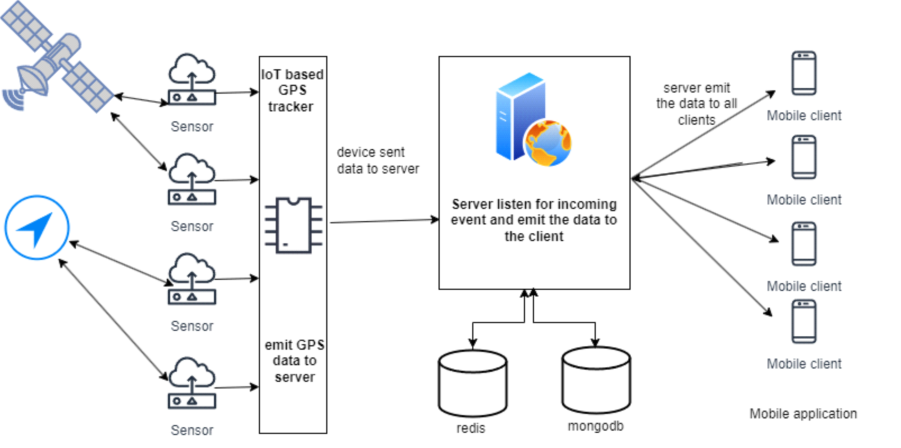 IoT based
GPS
tracker
Sensor
Sensor
Sensor
Sensor
emit GPS
data to
server
device sent
data to server
Server listen for incoming
event and emit the data to
the client
redis
mongodb
server emit
the data to all
clients
Mobile client
Mobile client
Mobile client
Mobile client
Mobile application